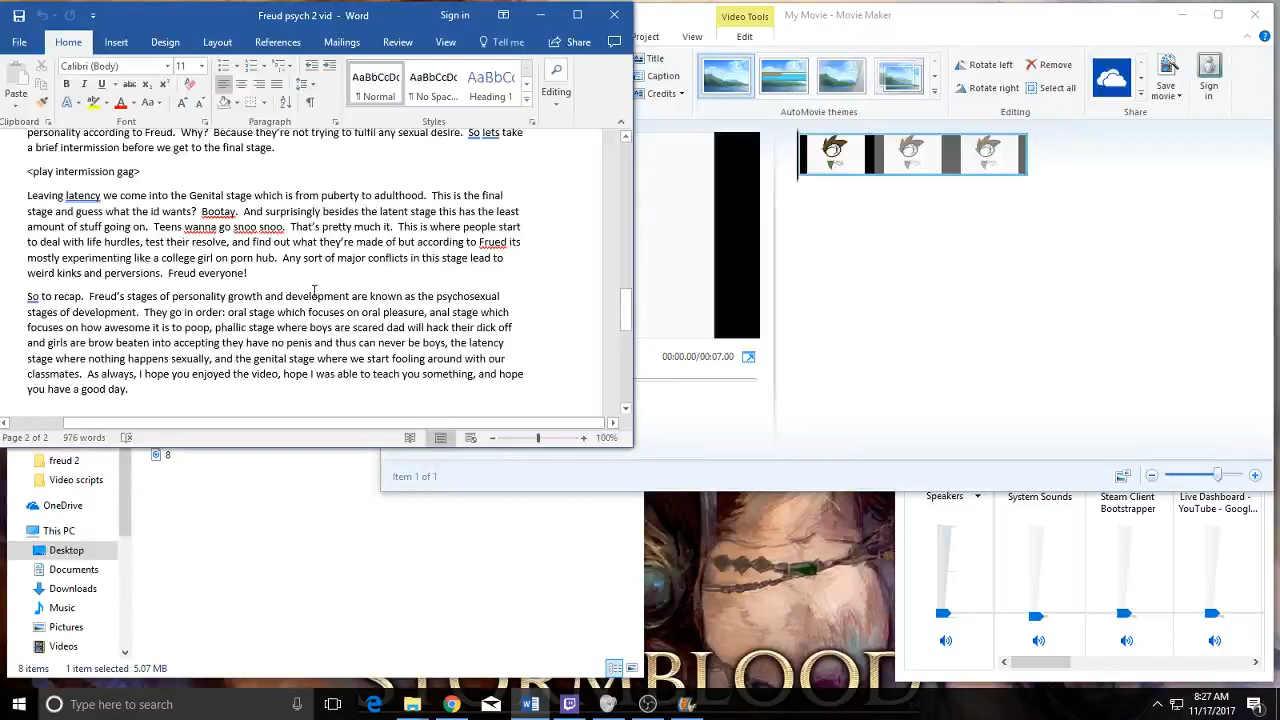 Freud psych 2 vid - Word
Sign in
File Home Insert Design Layout References Mailings Review View Tell me Share
Paste
Calibri (Body) 11
Clipboard Font Paragraph Styles
AaBbCcDc AaBbCcDc AaBbCc
¶ Normal ¶ No Spac... Heading 1
Editing
personality according to Freud. Why? Because they're not trying to fulfil any sexual desire. So lets take
a brief intermission before we get to the final stage.
<play intermission gag>
Leaving latency we come into the Genital stage which is from puberty to adulthood. This is the final
stage and guess what the id wants? Bootay. And surprisingly besides the latent stage this has the least
amount of stuff going on. Teens wanna go snoo snoo. That's pretty much it. This is where people start
to deal with life hurdles, test their resolve, and find out what they're made of but according to Frued its
mostly experimenting like a college girl on porn hub. Any sort of major conflicts in this stage lead to
weird kinks and perversions. Freud everyone!
So to recap. Freud's stages of personality growth and development are known as the psychosexual
stages of development. They go in order: oral stage which focuses on oral pleasure, anal stage which
focuses on how awesome it is to poop, phallic stage where boys are scared dad will hack their dick off
and girls are brow beaten into accepting they have no penis and thus can never be boys, the latency
stage where nothing happens sexually, and the genital stage where we start fooling around with our
classmates. As always, I hope you enjoyed the video, hope I was able to teach you something, and hope
you have a good day.
Page 2 of 2 976 words
100%
Video Tools
My Movie - Movie Maker
Project View Edit
Title
Caption
Credits
AutoMovie themes
Rotate left Remove
Rotate right Select all
Editing
Save movie
Sign in
Share
00:00.00/00:07.00
Item 1 of 1
freud 2
Video scripts
OneDrive
This PC
Desktop
Documents
Downloads
Music
Pictures
Videos
8
8 items 1 item selected 5.07 MB
Speakers
System Sounds
Steam Client
Bootstrapper
Live Dashboard -
YouTube - Googl...
STORMBLOOD
Type here to search
8:27 AM
11/17/2017